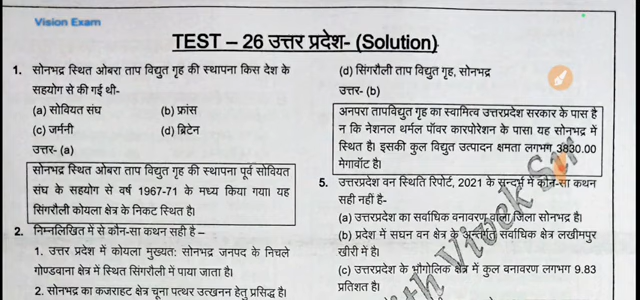 Vision Exam
TEST – 26 उत्तर प्रदेश- (Solution)
1. सोनभद्र स्थित ओबरा ताप विद्युत गृह की स्थापना किस देश के
सहयोग से की गई थी-
(a) सोवियत संघ (b) फ्रांस
(c) जर्मनी (d) ब्रिटेन
उत्तर- (a)
सोनभद्र स्थित ओबरा ताप विद्युत गृह की स्थापना पूर्व सोवियत
संघ के सहयोग से वर्ष 1967-71 के मध्य किया गया। यह
सिंगरौली कोयला क्षेत्र के निकट स्थित है।
2. निम्नलिखित में से कौन-सा कथन सही है –
1. उत्तर प्रदेश में कोयला मुख्यतः सोनभद्र जनपद के निचले
गोण्डवाना क्षेत्र में स्थित सिंगरौली में पाया जाता है।
2. सोनभद्र का कजराहट क्षेत्र चूना पत्थर उत्खनन हेतु प्रसिद्ध है।
(d) सिंगरौली ताप विद्युत गृह, सोनभद्र
उत्तर- (b)
अनपरा तापविद्युत गृह का स्वामित्व उत्तरप्रदेश सरकार के पास है
न कि नेशनल थर्मल पॉवर कारपोरेशन के पास। यह सोनभद्र में
स्थित है। इसकी कुल विद्युत उत्पादन क्षमता लगभग 3830.00
मेगावॉट है।
5. उत्तरप्रदेश वन स्थिति रिपोर्ट, 2021 के सन्दर्भ में कौन-सा कथन
सही नहीं है-
(a) उत्तरप्रदेश का सर्वाधिक वनावरण वाला जिला सोनभद्र है।
(b) प्रदेश में सघन वन क्षेत्र के अन्तर्गत सर्वाधिक क्षेत्र लखीमपुर
खीरी में है।
(c) उत्तरप्रदेश के भौगोलिक क्षेत्र में कुल वनावरण लगभग 9.83
प्रतिशत है।
ith Vivek Sir